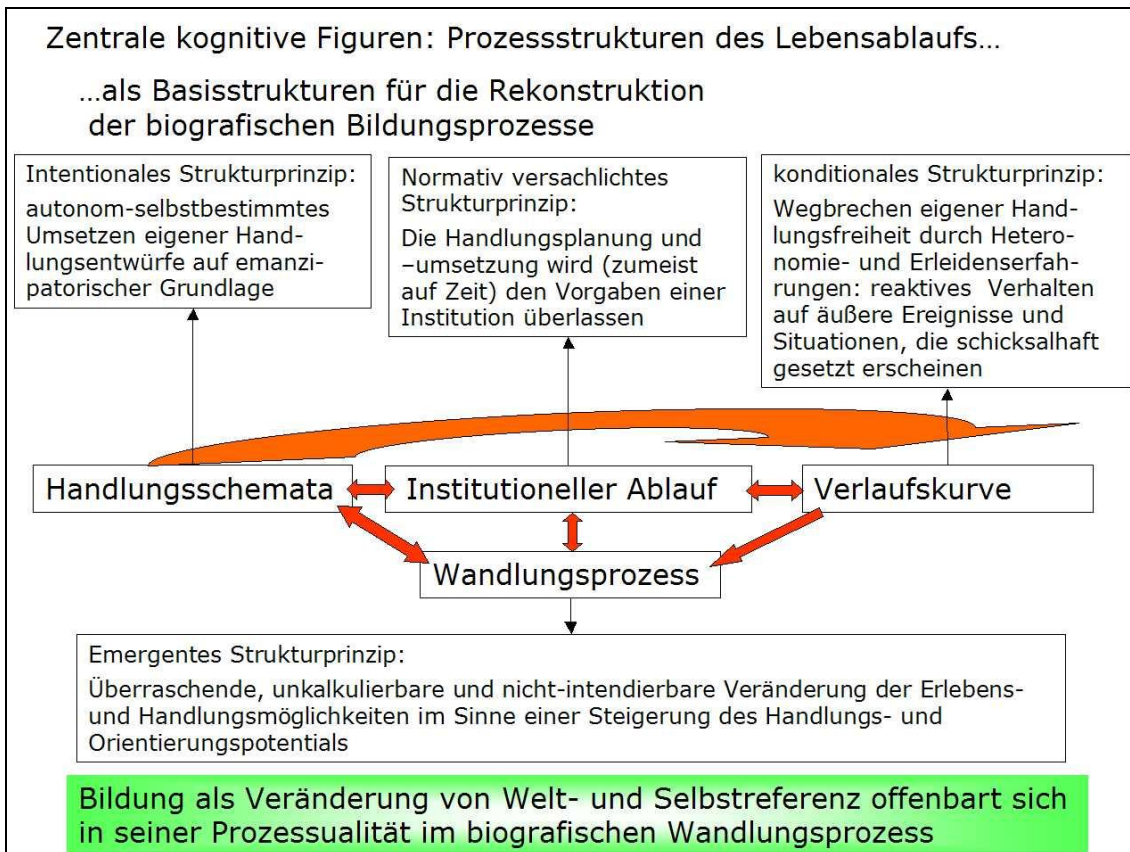 Zentrale kognitive Figuren: Prozessstrukturen des Lebensablaufs…
…als Basisstrukturen für die Rekonstruktion
der biografischen Bildungsprozesse
Intentionales Strukturprinzip:
autonom-selbstbestimmtes
Umsetzen eigener Hand-
lungsentwürfe auf emanzi-
patorischer Grundlage
Normativ versachlichtes
Strukturprinzip:
Die Handlungsplanung und
–umsetzung wird (zumeist
auf Zeit) den Vorgaben einer
Institution überlassen
konditionales Strukturprinzip:
Wegbrechen eigener Hand-
lungsfreiheit durch Hetero-
nomie- und Erleidenserfah-
rungen: reaktives Verhalten
auf äußere Ereignisse und
Situationen, die schicksalhaft
gesetzt erscheinen
Handlungsschemata
Institutioneller Ablauf
Verlaufskurve
Wandlungsprozess
Emergentes Strukturprinzip:
Überraschende, unkalkulierbare und nicht-intendierbare Veränderung der Erlebens-
und Handlungsmöglichkeiten im Sinne einer Steigerung des Handlungs- und
Orientierungspotentials
Bildung als Veränderung von Welt- und Selbstreferenz offenbart sich
in seiner Prozessualität im biografischen Wandlungsprozess